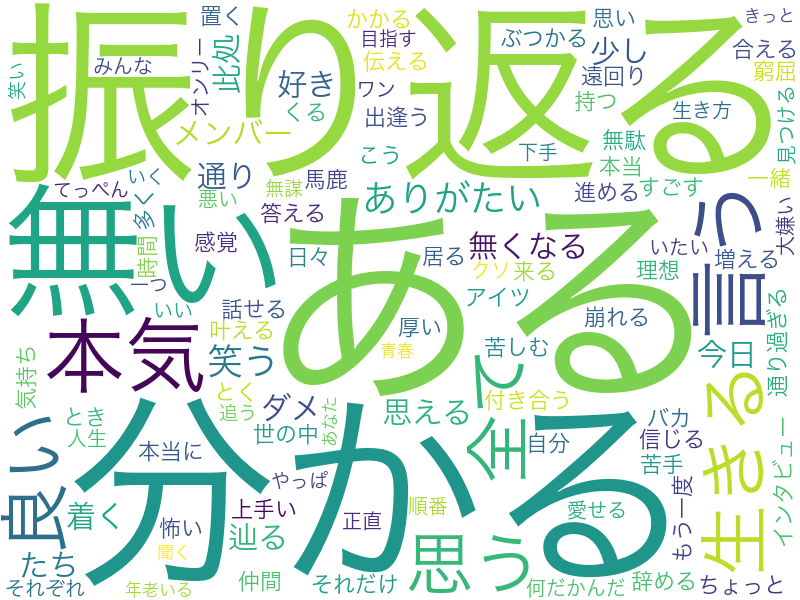 振り返る
ある
分かる
無い
本気
言う
生きる
良い
全て
思う
置く
かかる
思い
きっと
笑い
みんな
オンリー
此処
目指す
伝える
ぶつかる
少し
合える
好き
ワン
遠回り
窮屈
メンバー
くる
出逢う
持つ
生き方
見つける
てっぺん
いく
通り
無謀
馬鹿
こう
下手
無駄
本当
一緒
悪い
多く
ありがたい
進める
すごす
答える
時間
感覚
日々
居る
無くなる
いたい
大嫌い
増える
一つ
クソ
来る
理想
いい
話せる
アイツ
叶える
厚い
崩れる
笑う
青春
苦しむ
今日
通り過ぎる
気持ち
とく
付き合う
とき
追う
ダメ
あなた
思える
バカ
人生
世の中
自分
信じる
本当に
苦手
インタビュー
着く
やっぱ
上手い
順番
愛せる
もう一度
怖い
辿る
正直
聞く
たち
仲間
それだけ
何だかんだ
辞める
ちょっと
それぞれ
年老いる